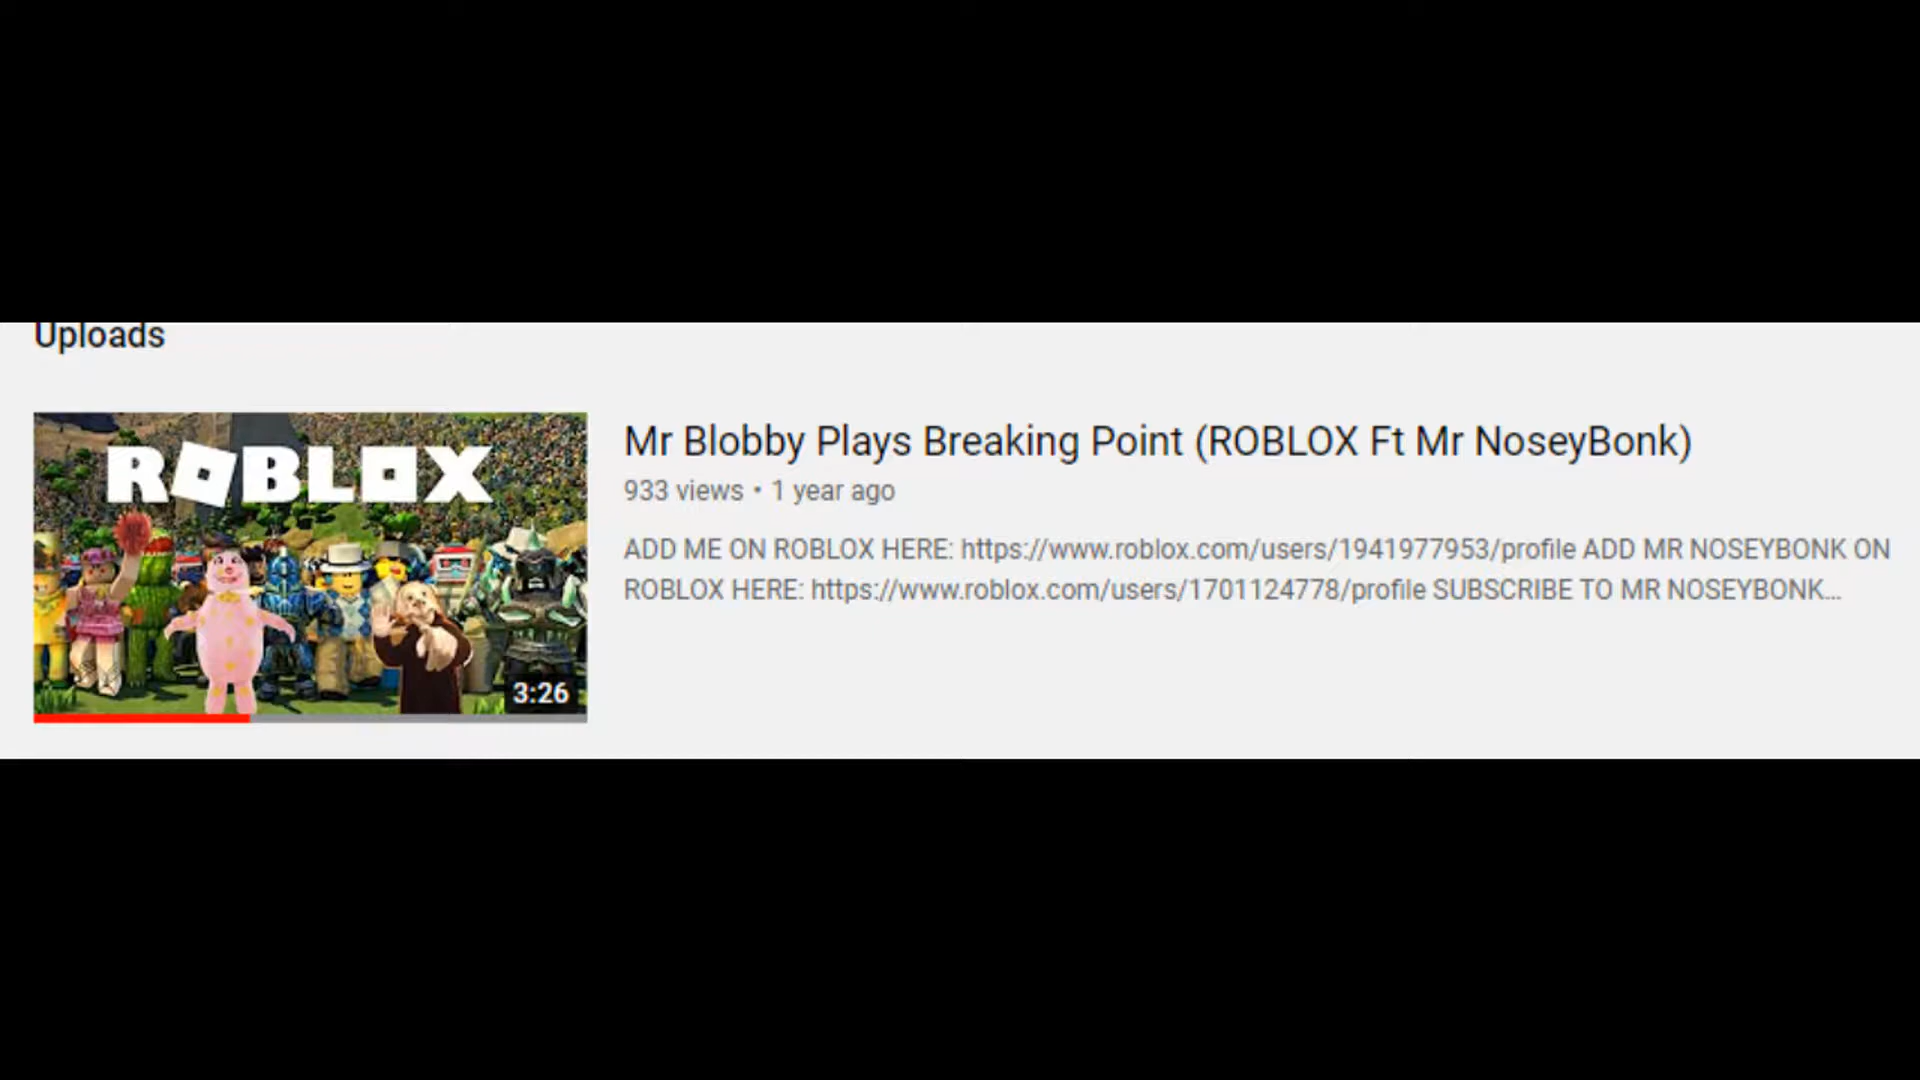 Uploads
ROBLOX
3:26
Mr Blobby Plays Breaking Point (ROBLOX Ft Mr NoseyBonk)
933 views • 1 year ago
ADD ME ON ROBLOX HERE: https://www.roblox.com/users/1941977953/profile ADD MR NOSEYBONK ON
ROBLOX HERE: https://www.roblox.com/users/1701124778/profile SUBSCRIBE TO MR NOSEYBONK...